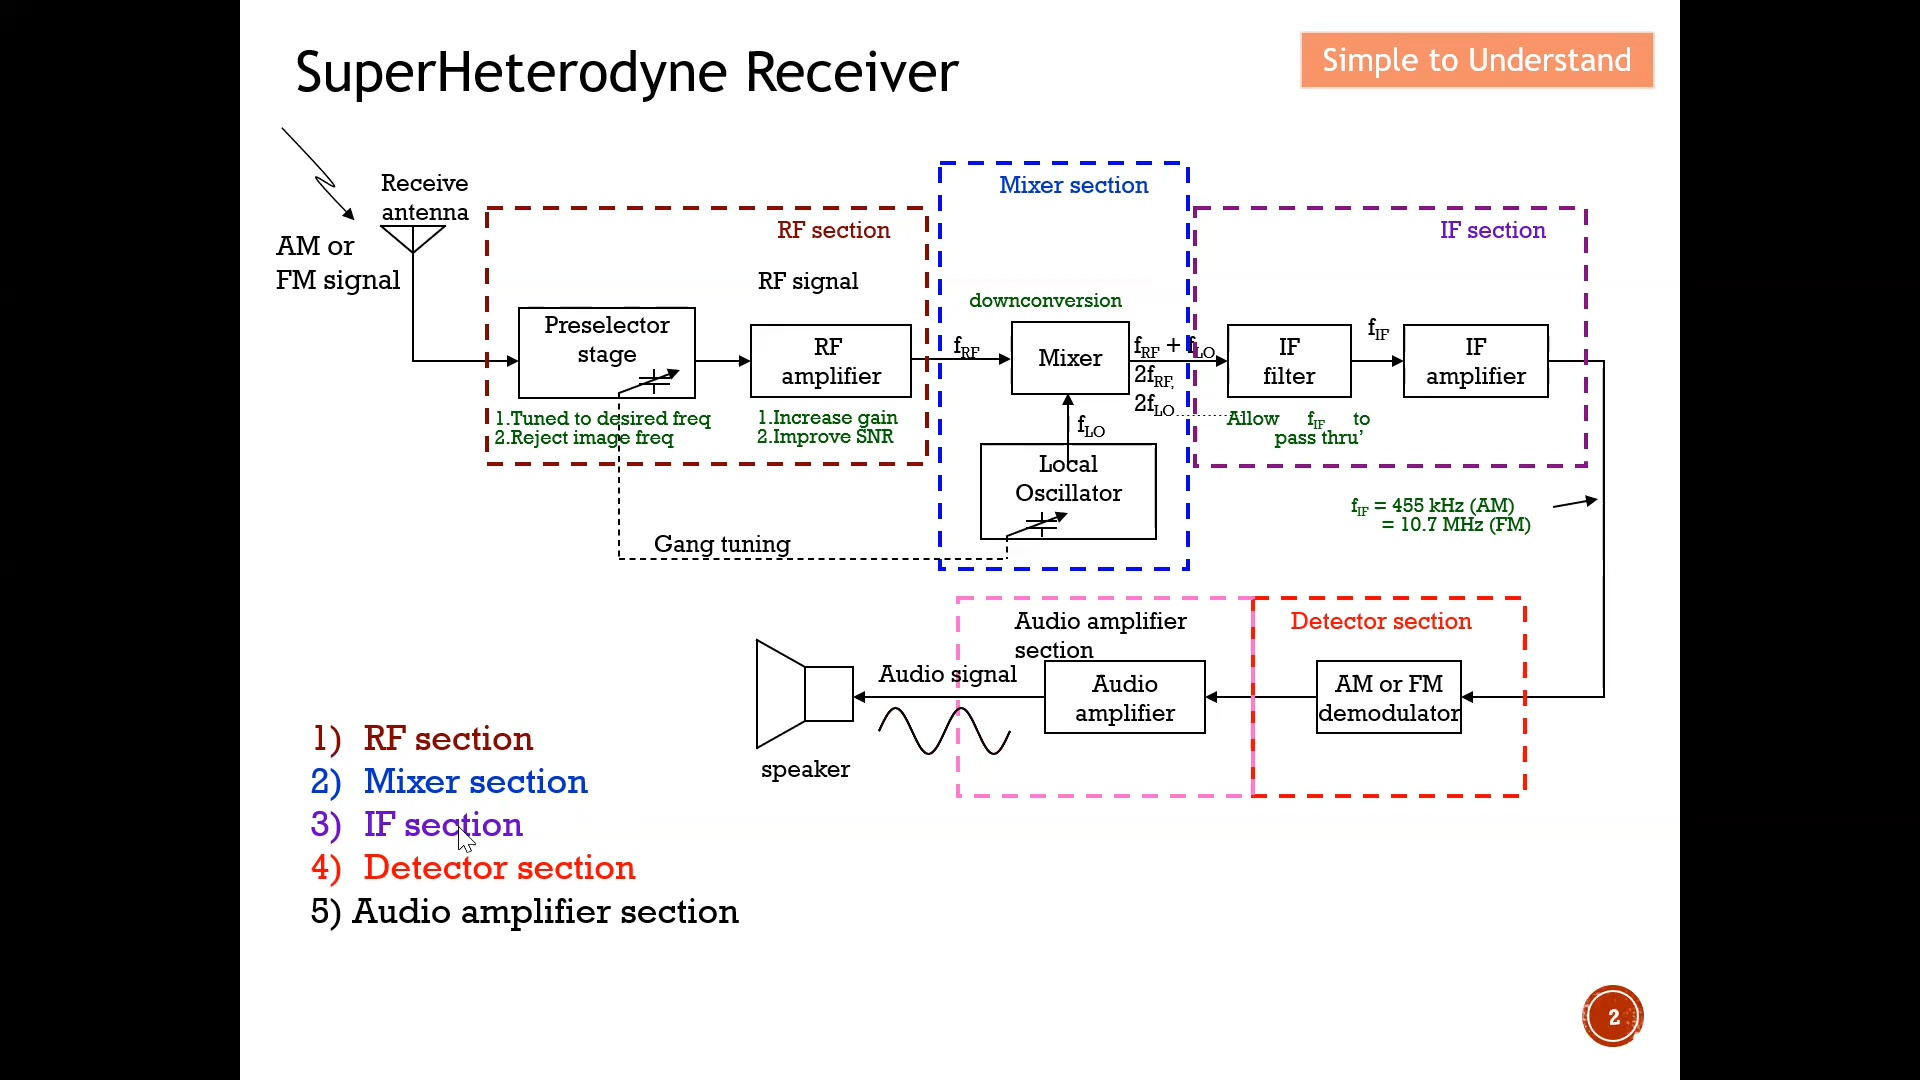 SuperHeterodyne Receiver
Simple to Understand
Receive
antenna
AM or
FM signal
RF section
RF signal
Preselector
stage
RF
amplifier
1.Tuned to desired freq
2.Reject image freq
1.Increase gain
2.Improve SNR
Mixer section
downconversion
fRF
Mixer
fRF + fLO
2fRF,
2fLO
fLO
Local
Oscillator
Gang tuning
IF section
IF
filter
fIF
IF
amplifier
Allow fIF to
pass thru’
fIF = 455 kHz (AM)
= 10.7 MHz (FM)
Audio amplifier
section
Detector section
Audio signal
Audio
amplifier
AM or FM
demodulator
speaker
1) RF section
2) Mixer section
3) IF section
4) Detector section
5) Audio amplifier section
2